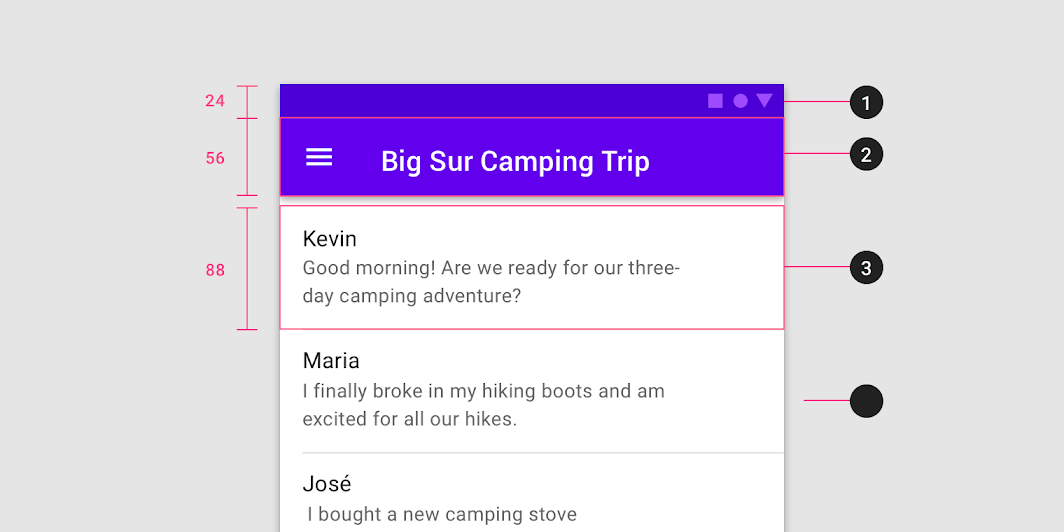 24
1
56
Big Sur Camping Trip
2
88
Kevin
Good morning! Are we ready for our three-
day camping adventure?
3
Maria
I finally broke in my hiking boots and am
excited for all our hikes.
José
I bought a new camping stove